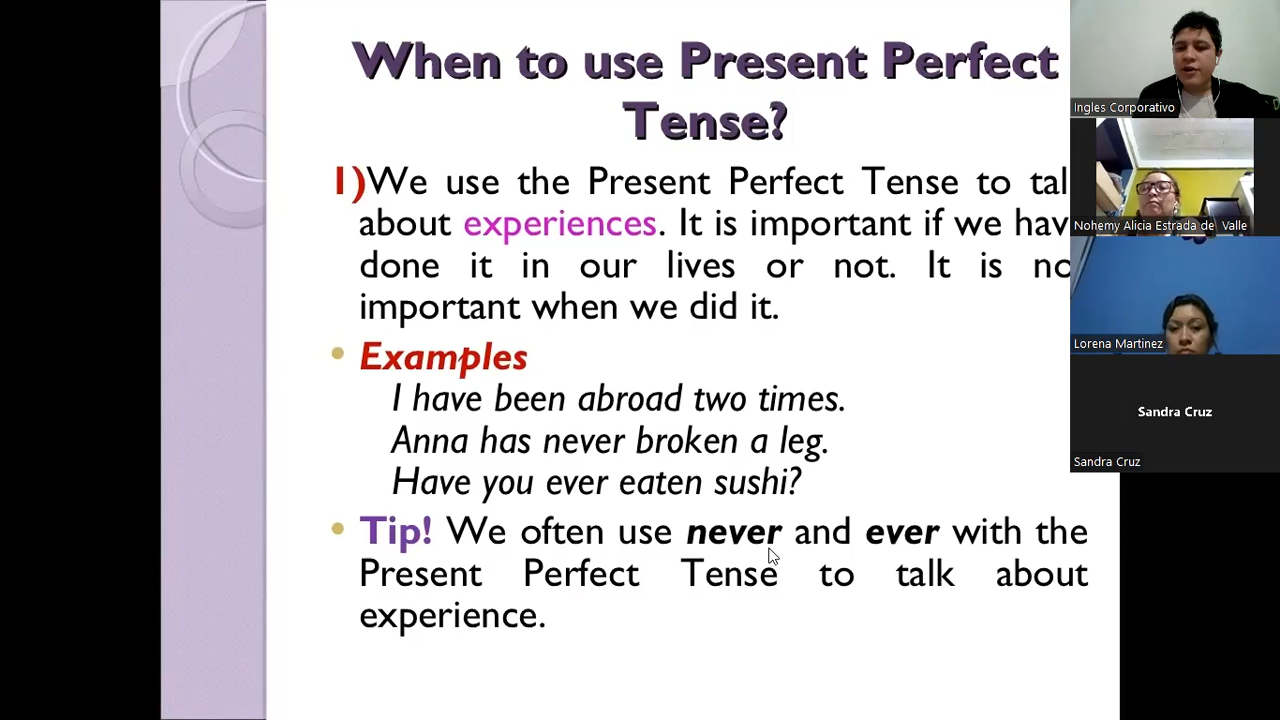 When to use Present Perfect
Tense?
1)We use the Present Perfect Tense to tal
about experiences. It is important if we hav
done it in our lives or not. It is no
important when we did it.
Examples
I have been abroad two times.
Anna has never broken a leg.
Have you ever eaten sushi?
Tip! We often use never and ever with the
Present Perfect Tense to talk about
experience.
Ingles Corporativo
Nohemy Alicia Estrada de Valle
Lorena Martinez
Sandra Cruz
Sandra Cruz